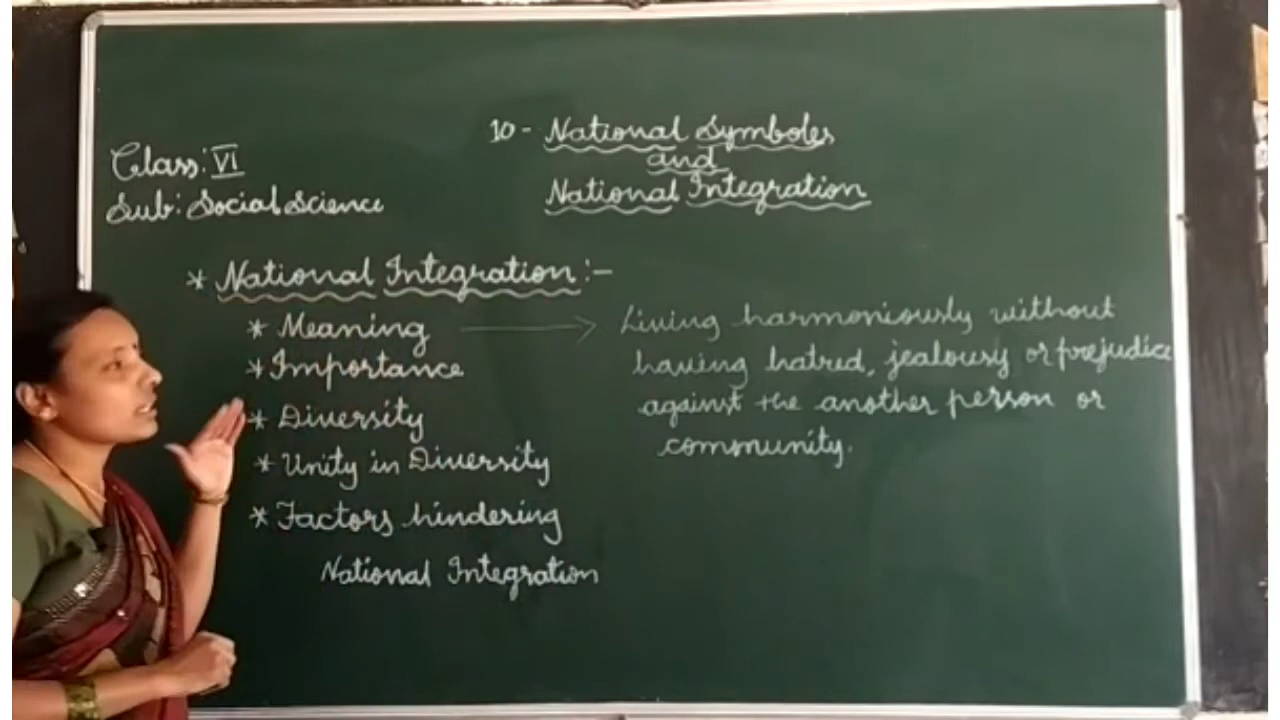 10 - National Symboles
and
National Integration
Class: VI
Sub: Social Science
* National Integration :-
* Meaning → Living harmoniously without
having hatred, jealousy or prejudice
against the another person or
community.
* Importance
* Diversity
* Unity in Diversity
* Factors hindering
National Integration